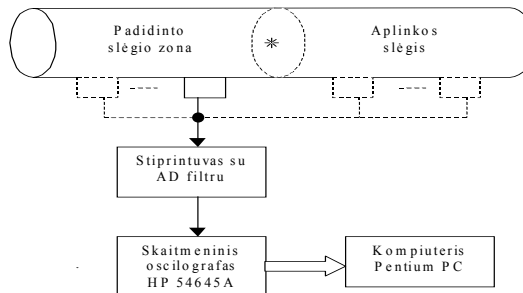 Padidinto
slėgio zona
Aplinkos
slėgis
Stiprintuvas su
AD filtru
Skaitmeninis
oscilografas
HP 54645A
Kompiuteris
Pentium PC